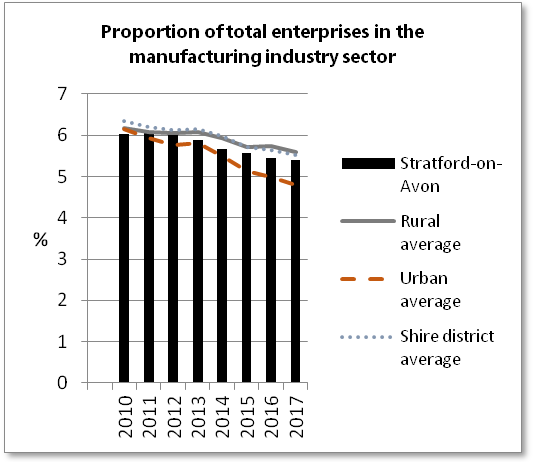 Proportion of total enterprises in the
manufacturing industry sector
7
6
5
4
3
2
1
0
%
2010
2011
2012
2013
2014
2015
2016
2017
Stratford-on-
Avon
Rural
average
Urban
average
Shire district
average